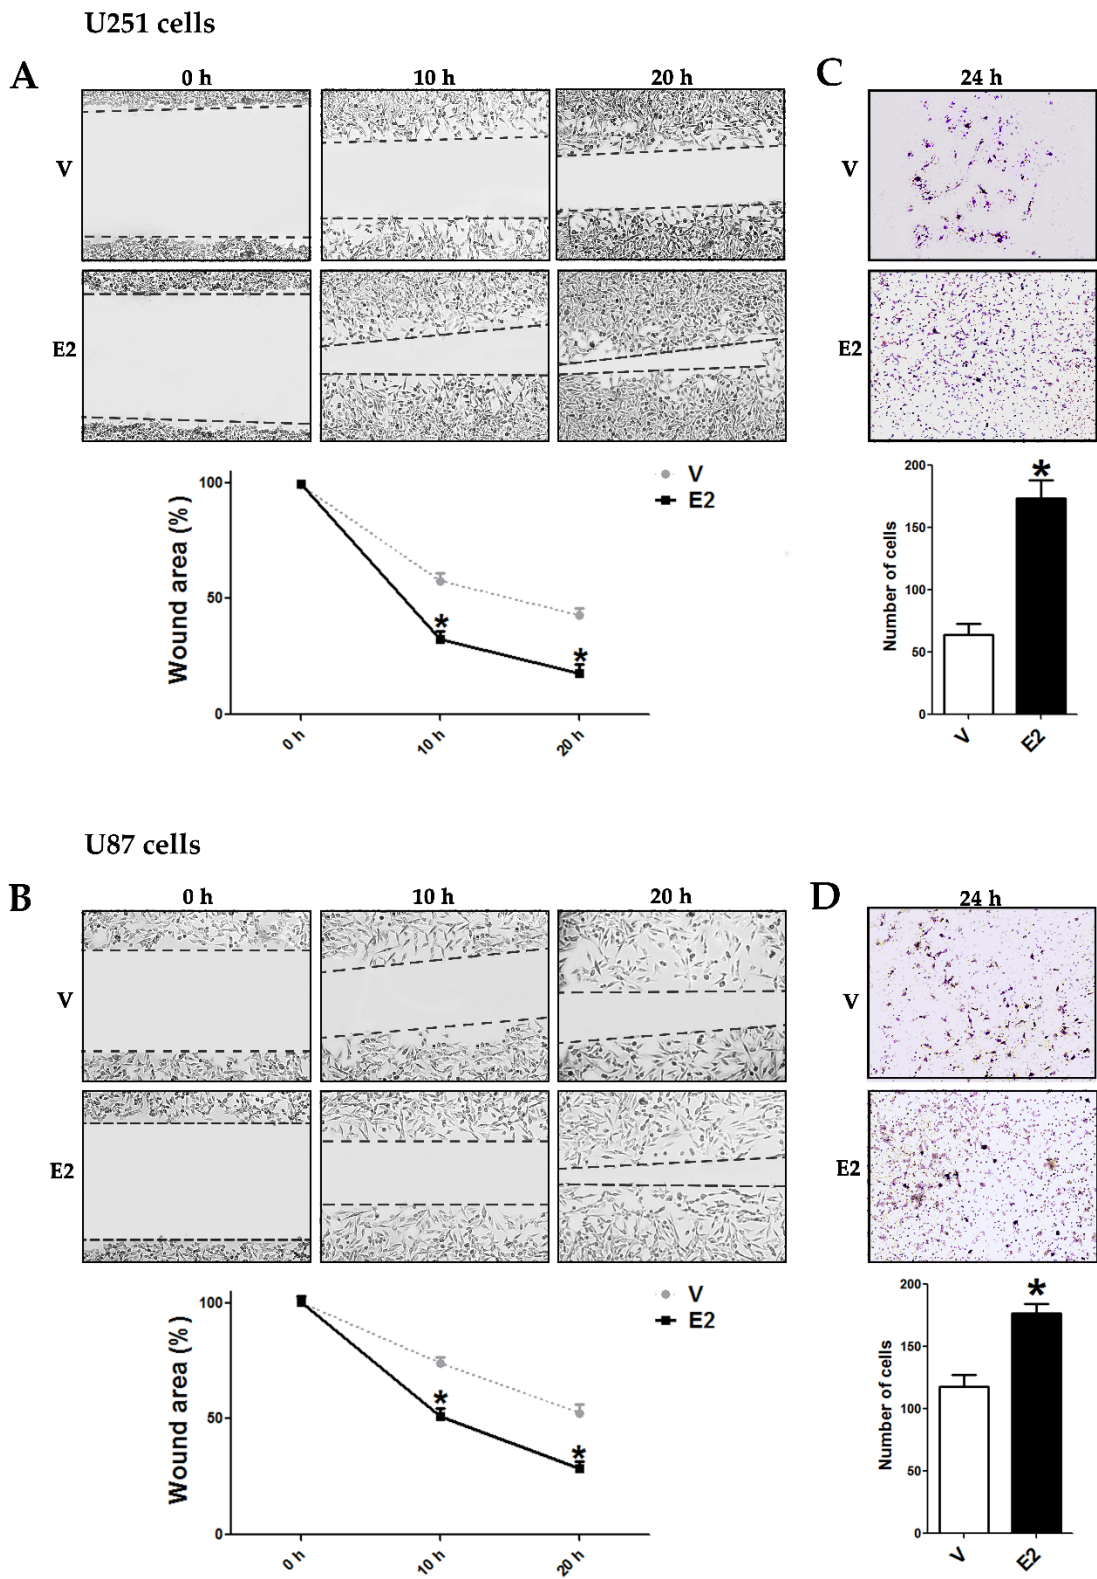 U251 cells
A
0 h
10 h
20 h
C
24 h
V
V
E2
E2
V
E2
100
50
0
Wound area (%)
0 h
10 h
20 h
*
*
200
150
100
50
0
Number of cells
*
V
E2
U87 cells
B
0 h
10 h
20 h
D
24 h
V
V
E2
E2
V
E2
100
50
0
Wound area (%)
0 h
10 h
20 h
*
*
200
150
100
50
0
Number of cells
*
V
E2